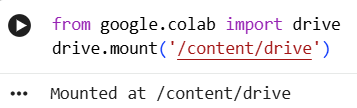 from google.colab import drive
drive.mount('/content/drive')
Mounted at /content/drive